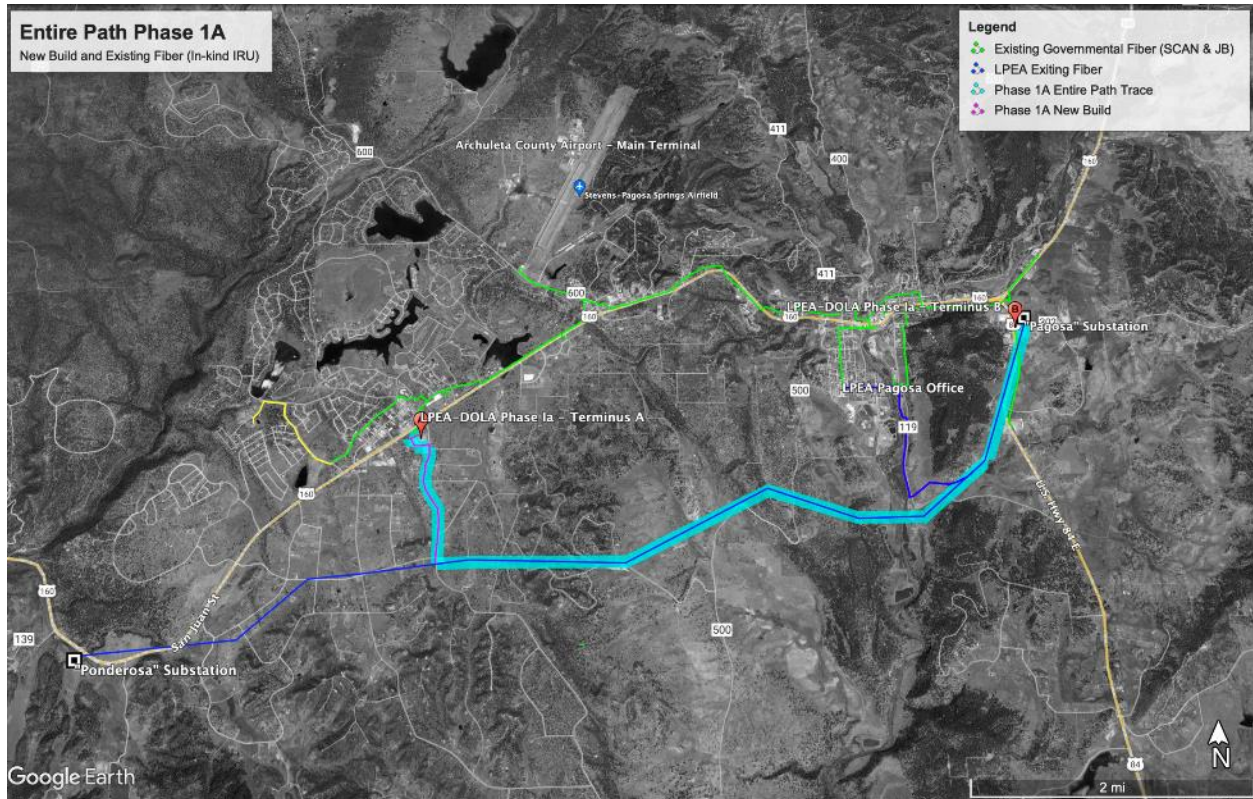 Entire Path Phase 1A
New Build and Existing Fiber (In-kind IRU)
Legend
Existing Governmental Fiber (SCAN & JB)
LPEA Exiting Fiber
Phase 1A Entire Path Trace
Phase 1A New Build
160
411
600
400
Archuleta County Airport - Main Terminal
Stevens-Pagosa Springs Airfield
411
600
160
160
LPEA-DOLA Phase Ia - Terminus B
B
"Pagosa" Substation
160
500
LPEA Pagosa Office
LPEA-DOLA Phase Ia - Terminus A
119
160
U.S. Hwy 84 E
160
San Juan St
139
"Ponderosa" Substation
500
N
84
Google Earth
2 mi